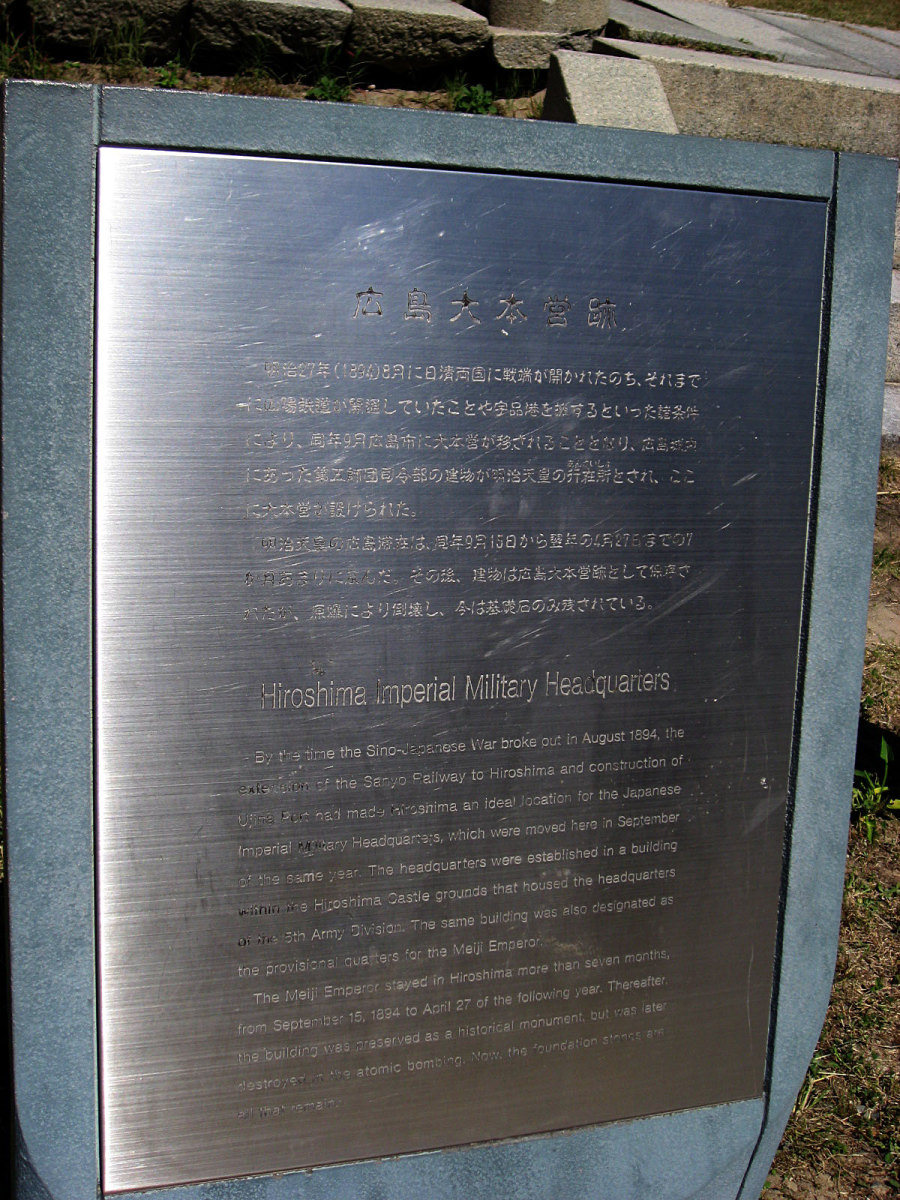 広島大本営跡
明治27年(1894)8月に日清両国に戦端が開かれたのち、それまで
に山陽鉄道が開通していたことや宇品港を擁するといった諸条件
により、同年9月広島市に大本営が移されることとなり、広島城内
にあった第五師団司令部の建物が明治天皇の行在所とされ、ここ
に大本営が設けられた。
明治天皇の広島滞在は、同年9月15日から翌年の4月27日までの7
か月あまりに及んだ。その後、建物は広島大本営跡として保存さ
れたが、原爆により倒壊し、今は基礎石のみ残されている。
Hiroshima Imperial Military Headquarters
By the time the Sino-Japanese War broke out in August 1894, the
extension of the Sanyo Railway to Hiroshima and construction of
Ujina Port had made Hiroshima an ideal location for the Japanese
Imperial Military Headquarters, which were moved here in September
of the same year. The headquarters were established in a building
within the Hiroshima Castle grounds that housed the headquarters
of the 5th Army Division. The same building was also designated as
the provisional quarters for the Meiji Emperor.
The Meiji Emperor stayed in Hiroshima more than seven months,
from September 15, 1894 to April 27 of the following year. Thereafter,
the building was preserved as a historical monument, but was later
destroyed in the atomic bombing. Now, the foundation stones are
all that remain.